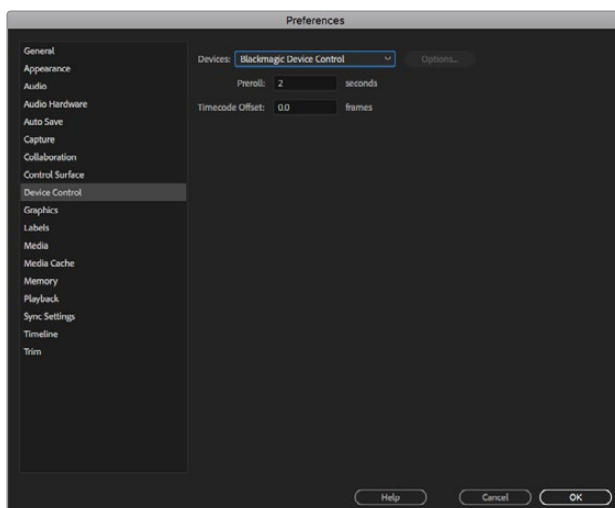 Preferences
General
Appearance
Audio
Audio Hardware
Auto Save
Capture
Collaboration
Control Surface
Device Control
Graphics
Labels
Media
Media Cache
Memory
Playback
Sync Settings
Timeline
Trim
Devices: Blackmagic Device Control Options...
Preroll: 2 seconds
Timecode Offset: 0.0 frames
Help Cancel OK